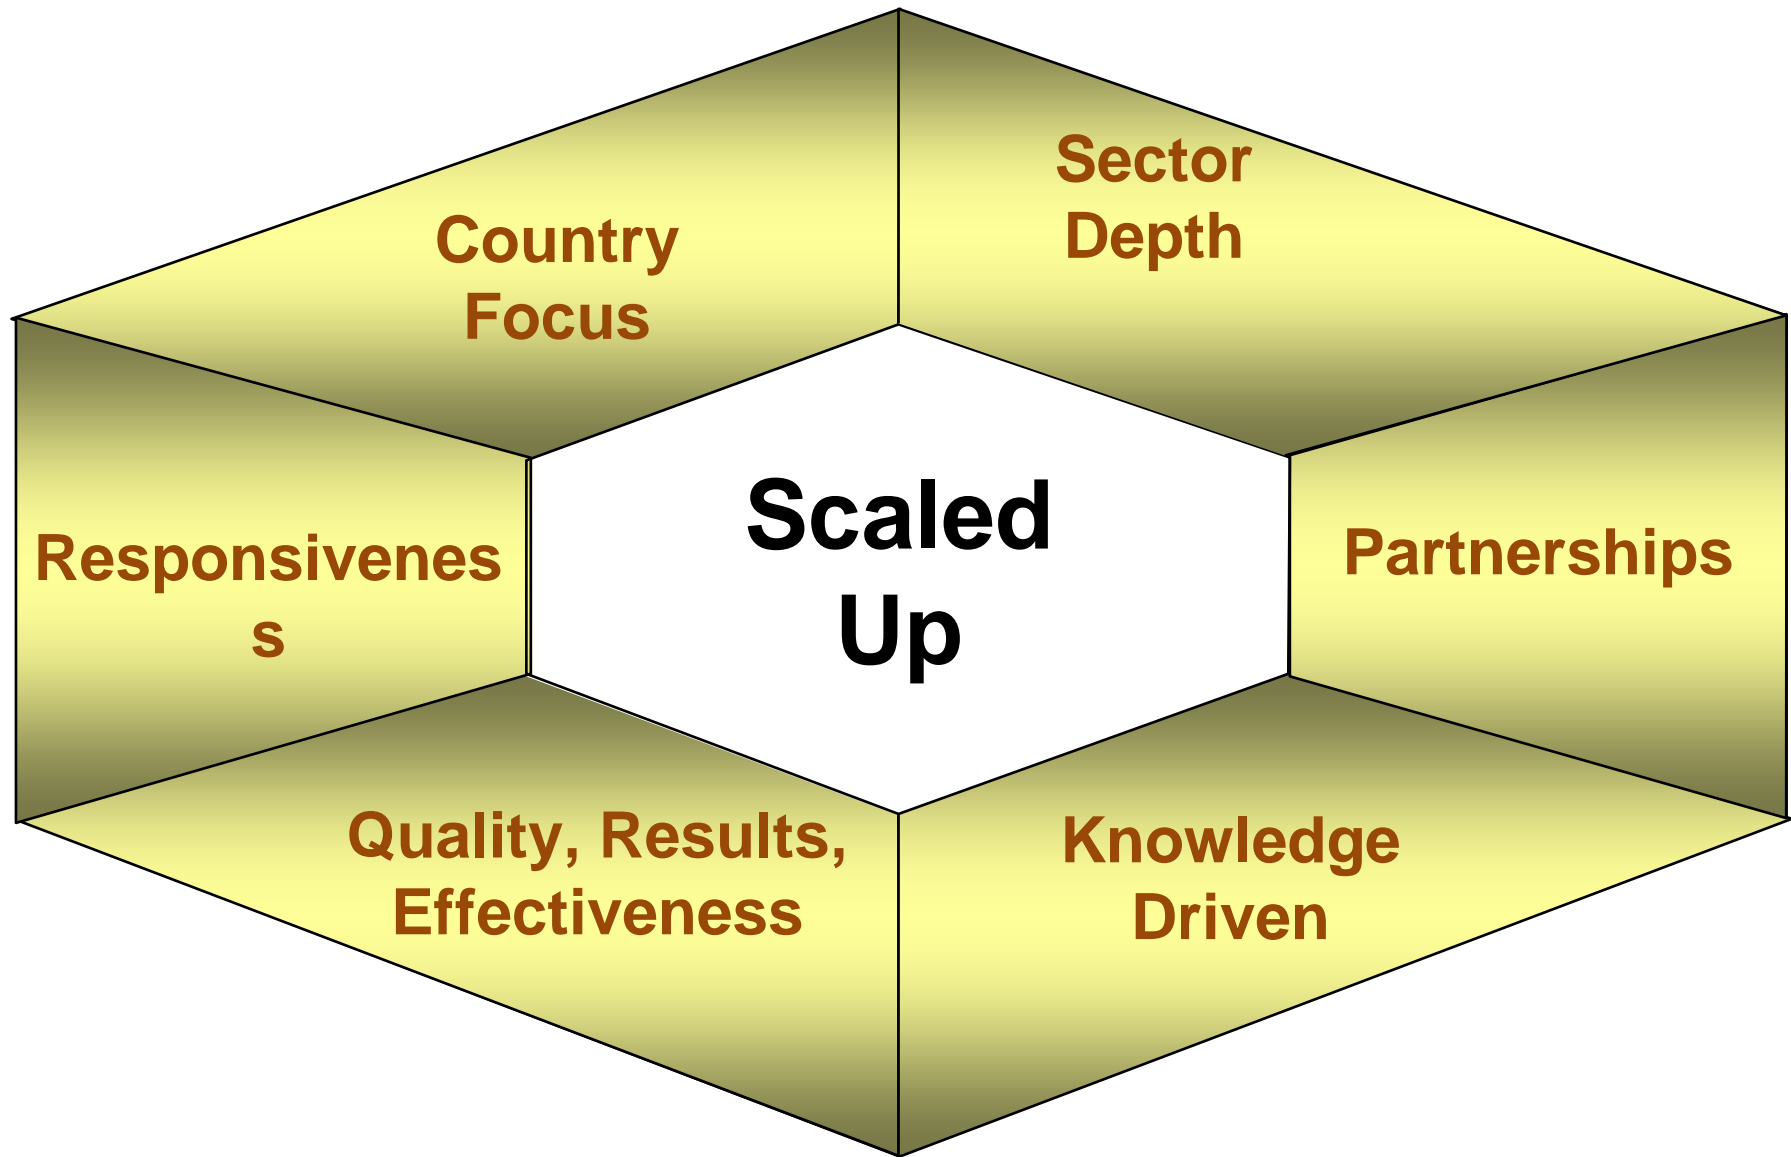 Sector
Depth
Country
Focus
Scaled
Up
Responsivenes
s
Partnerships
Quality, Results,
Effectiveness
Knowledge
Driven